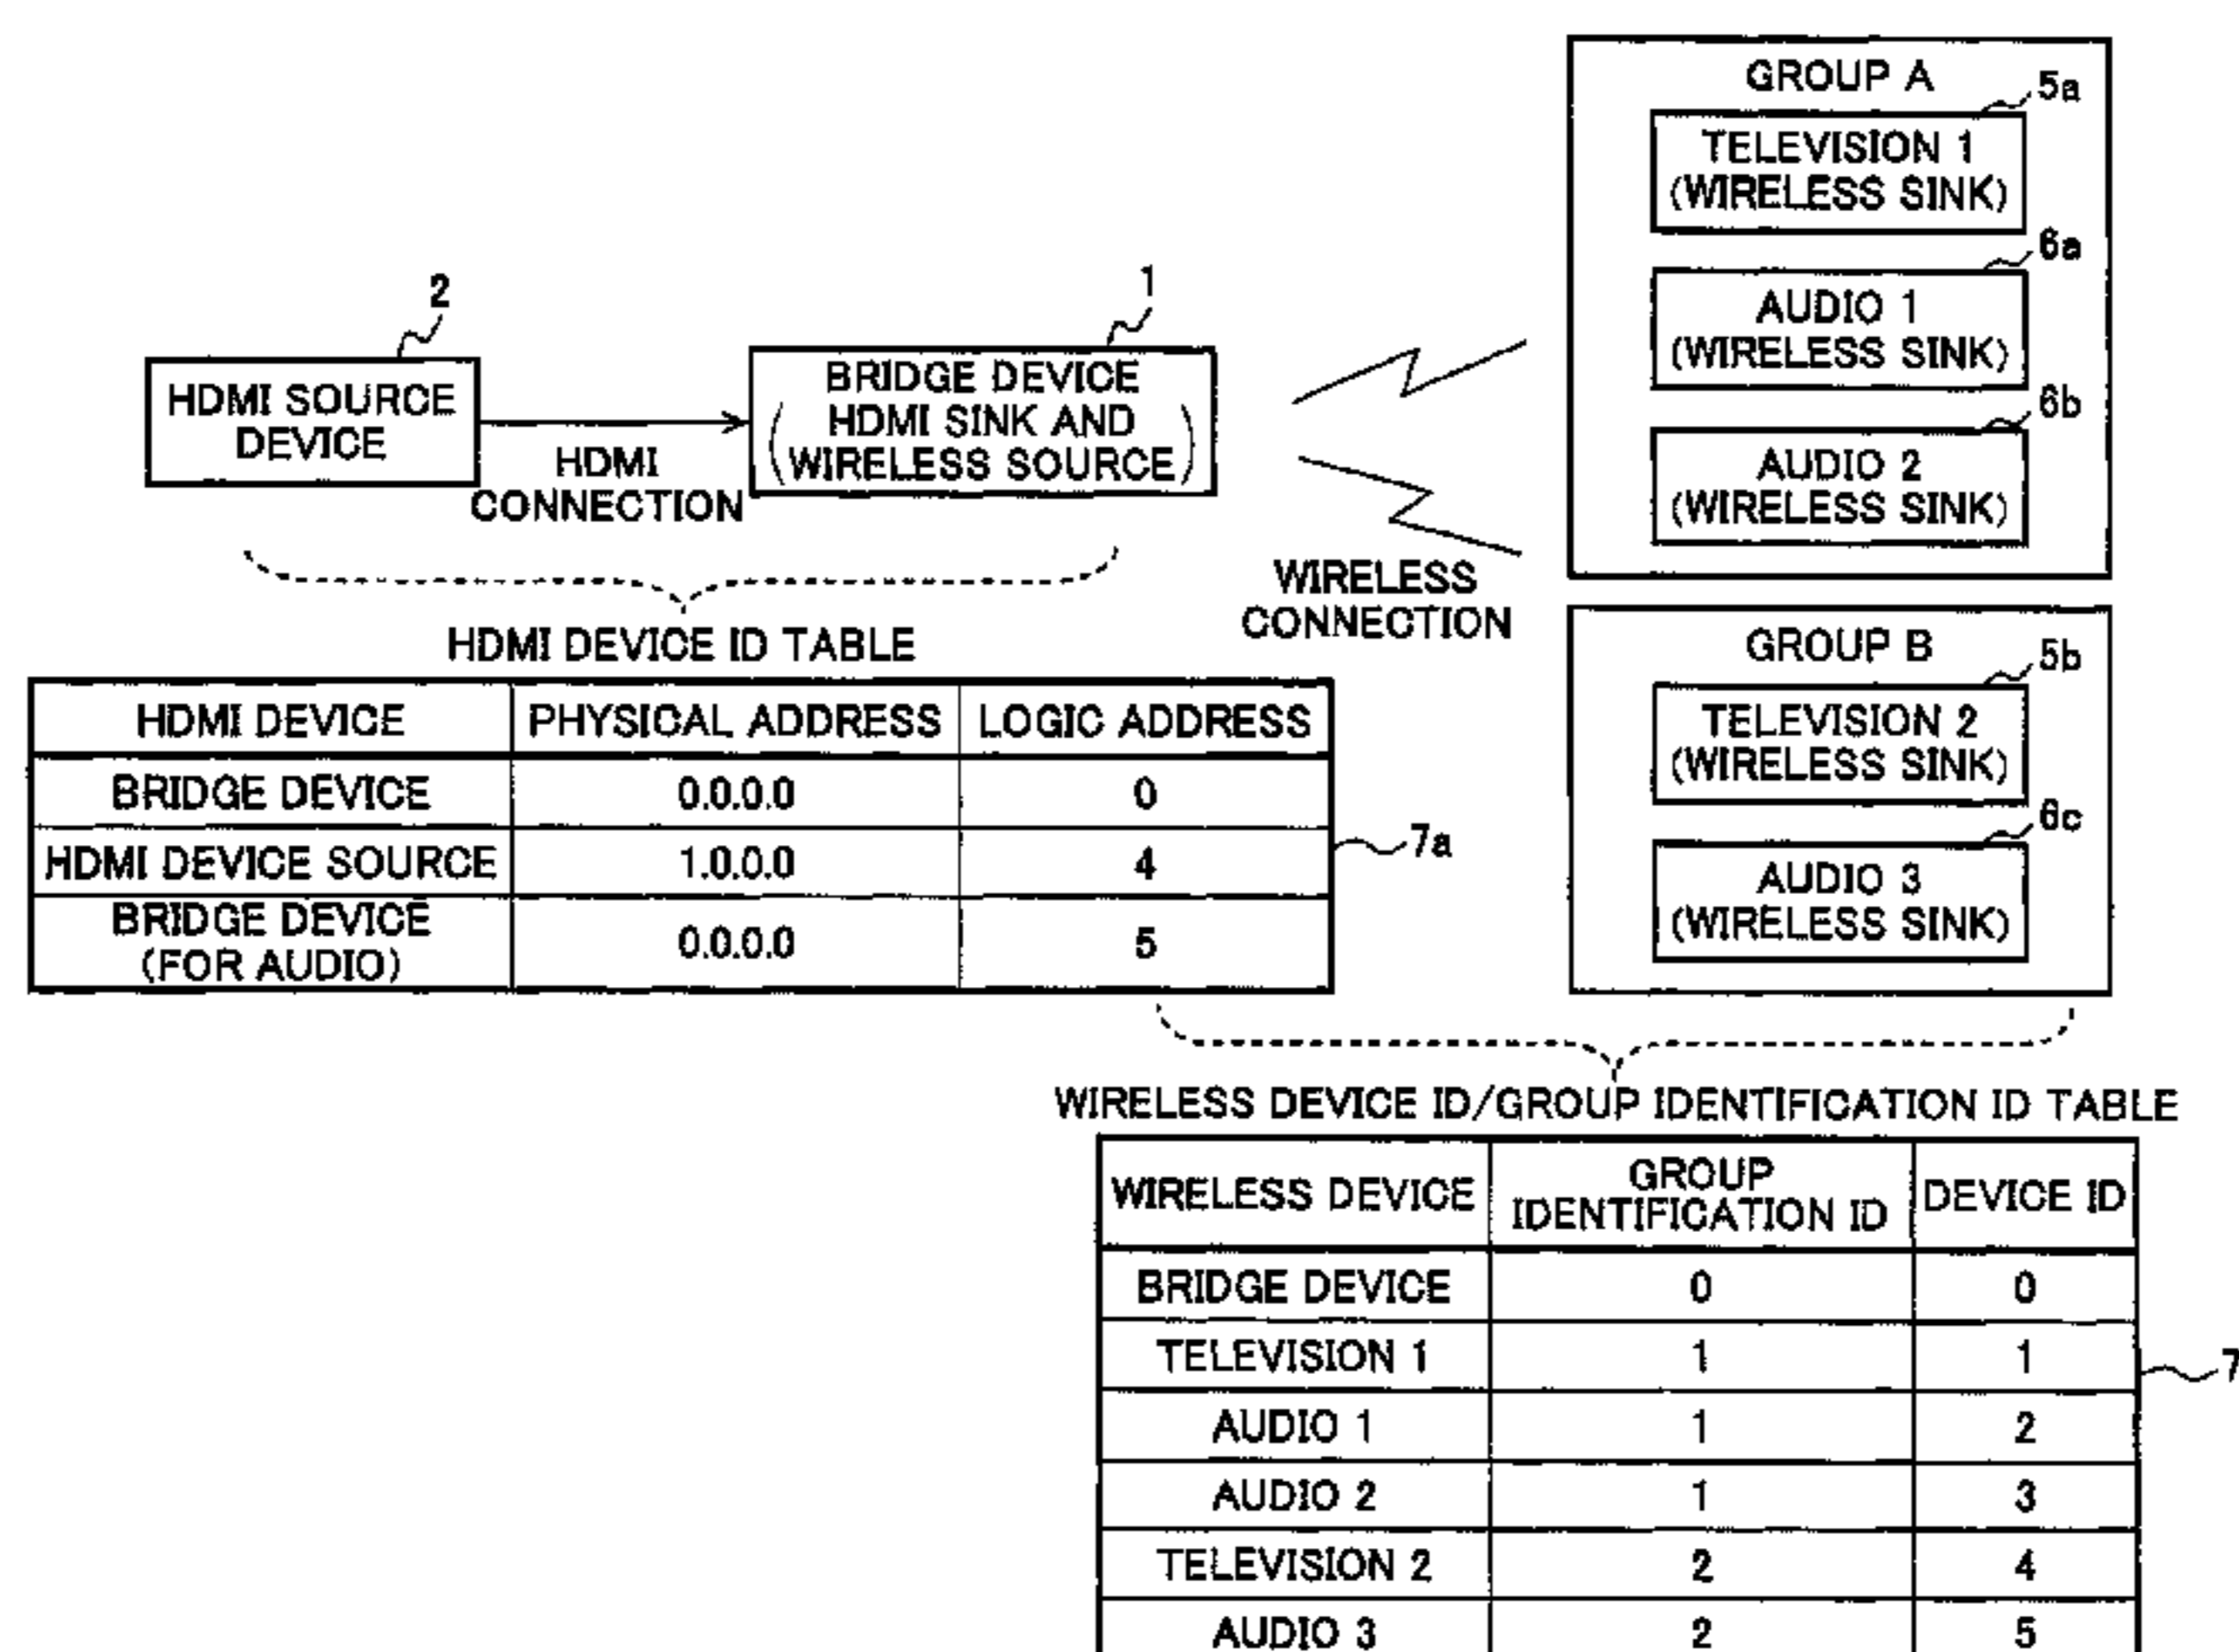 GROUP A
5a
TELEVISION 1
(WIRELESS SINK)
6a
AUDIO 1
(WIRELESS SINK)
6b
AUDIO 2
(WIRELESS SINK)
2
HDMI SOURCE
DEVICE
HDMI
CONNECTION
1
BRIDGE DEVICE
(HDMI SINK AND
WIRELESS SOURCE)
WIRELESS
CONNECTION
GROUP B
5b
TELEVISION 2
(WIRELESS SINK)
6c
AUDIO 3
(WIRELESS SINK)
HDMI DEVICE ID TABLE
HDMI DEVICE PHYSICAL ADDRESS LOGIC ADDRESS
BRIDGE DEVICE 0.0.0.0 0
HDMI DEVICE SOURCE 1.0.0.0 4
BRIDGE DEVICE
(FOR AUDIO) 0.0.0.0 5
7a
WIRELESS DEVICE ID/GROUP IDENTIFICATION ID TABLE
WIRELESS DEVICE GROUP
IDENTIFICATION ID DEVICE ID
BRIDGE DEVICE 0 0
TELEVISION 1 1 1
AUDIO 1 1 2
AUDIO 2 1 3
TELEVISION 2 2 4
AUDIO 3 2 5